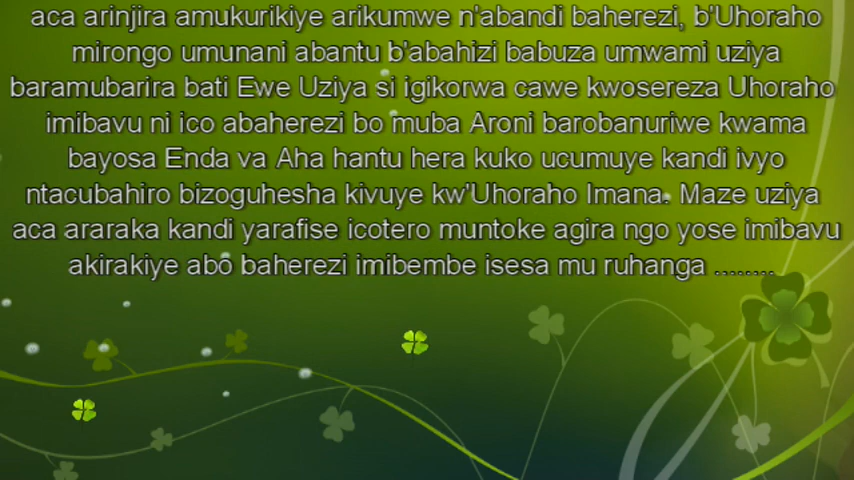 aca arinjira amukurikiye arikumwe n'abandi baherezi, b'Uhoraho
mirongo umunani abantu b'abahizi babuza umwami uziya
baramubarira bati Ewe Uziya si igikorwa cawe kwosereza Uhoraho
imibavu ni ico abaherezi bo muba Aroni barobanuriwe kwama
bayosa Enda va Aha hantu hera kuko ucumuye kandi ivyo
ntacubahiro bizoguhesha kivuye kw'Uhoraho Imana. Maze uziya
aca araraka kandi yarafise icotero muntoke agira ngo yose imibavu
akirakiye abo baherezi imibembe isesa mu ruhanga ........